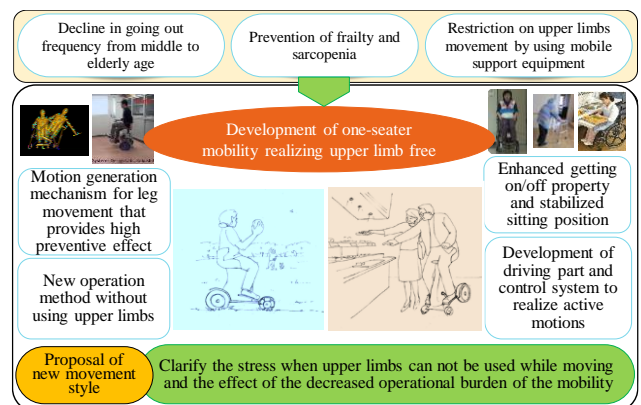 Decline in going out
frequency from middle to
elderly age
Prevention of frailty and
sarcopenia
Restriction on upper limbs
movement by using mobile
support equipment
Development of one-seater
mobility realizing upper limb free
Motion generation
mechanism for leg
movement that
provides high
preventive effect
New operation
method without
using upper limbs
Enhanced getting
on/off property
and stabilized
sitting position
Development of
driving part and
control system to
realize active
motions
Proposal of
new movement
style
Clarify the stress when upper limbs can not be used while moving
and the effect of the decreased operational burden of the mobility